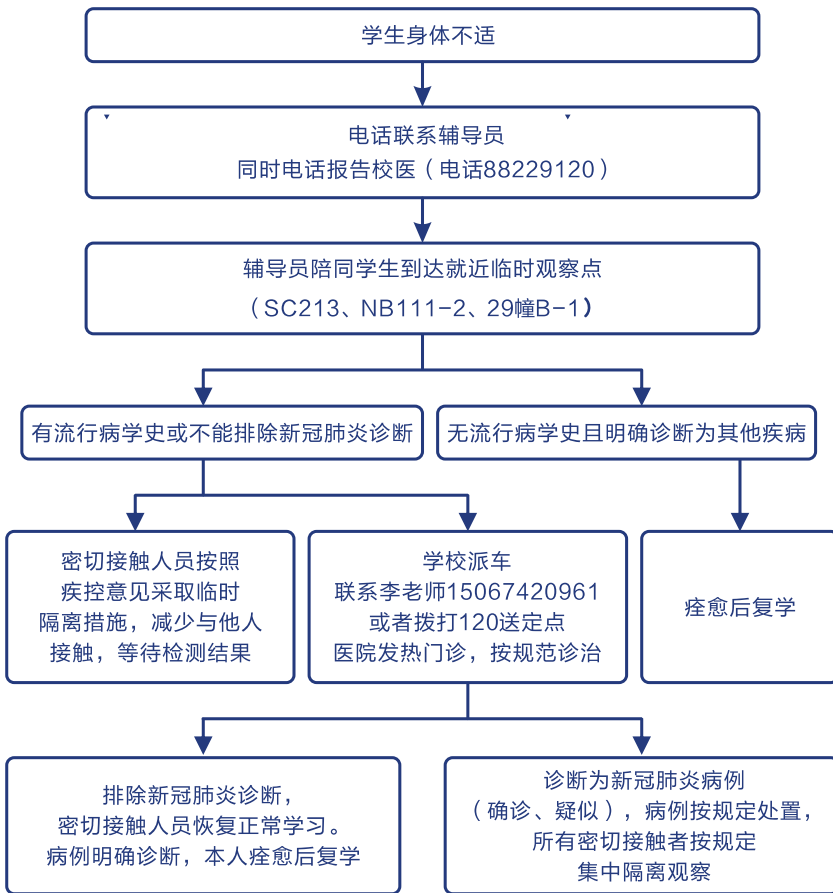 学生身体不适
电话联系辅导员
同时电话报告校医（电话88229120）
辅导员陪同学生到达就近临时观察点
（SC213、NB111-2、29幢B-1）
有流行病学史或不能排除新冠肺炎诊断
无流行病学史且明确诊断为其他疾病
密切接触人员按照
疾控意见采取临时
隔离措施，减少与他人
接触，等待检测结果
学校派车
联系李老师15067420961
或者拨打120送定点
医院发热门诊，按规范诊治
痊愈后复学
排除新冠肺炎诊断，
密切接触人员恢复正常学习。
病例明确诊断，本人痊愈后复学
诊断为新冠肺炎病例
（确诊、疑似），病例按规定处置，
所有密切接触者按规定
集中隔离观察